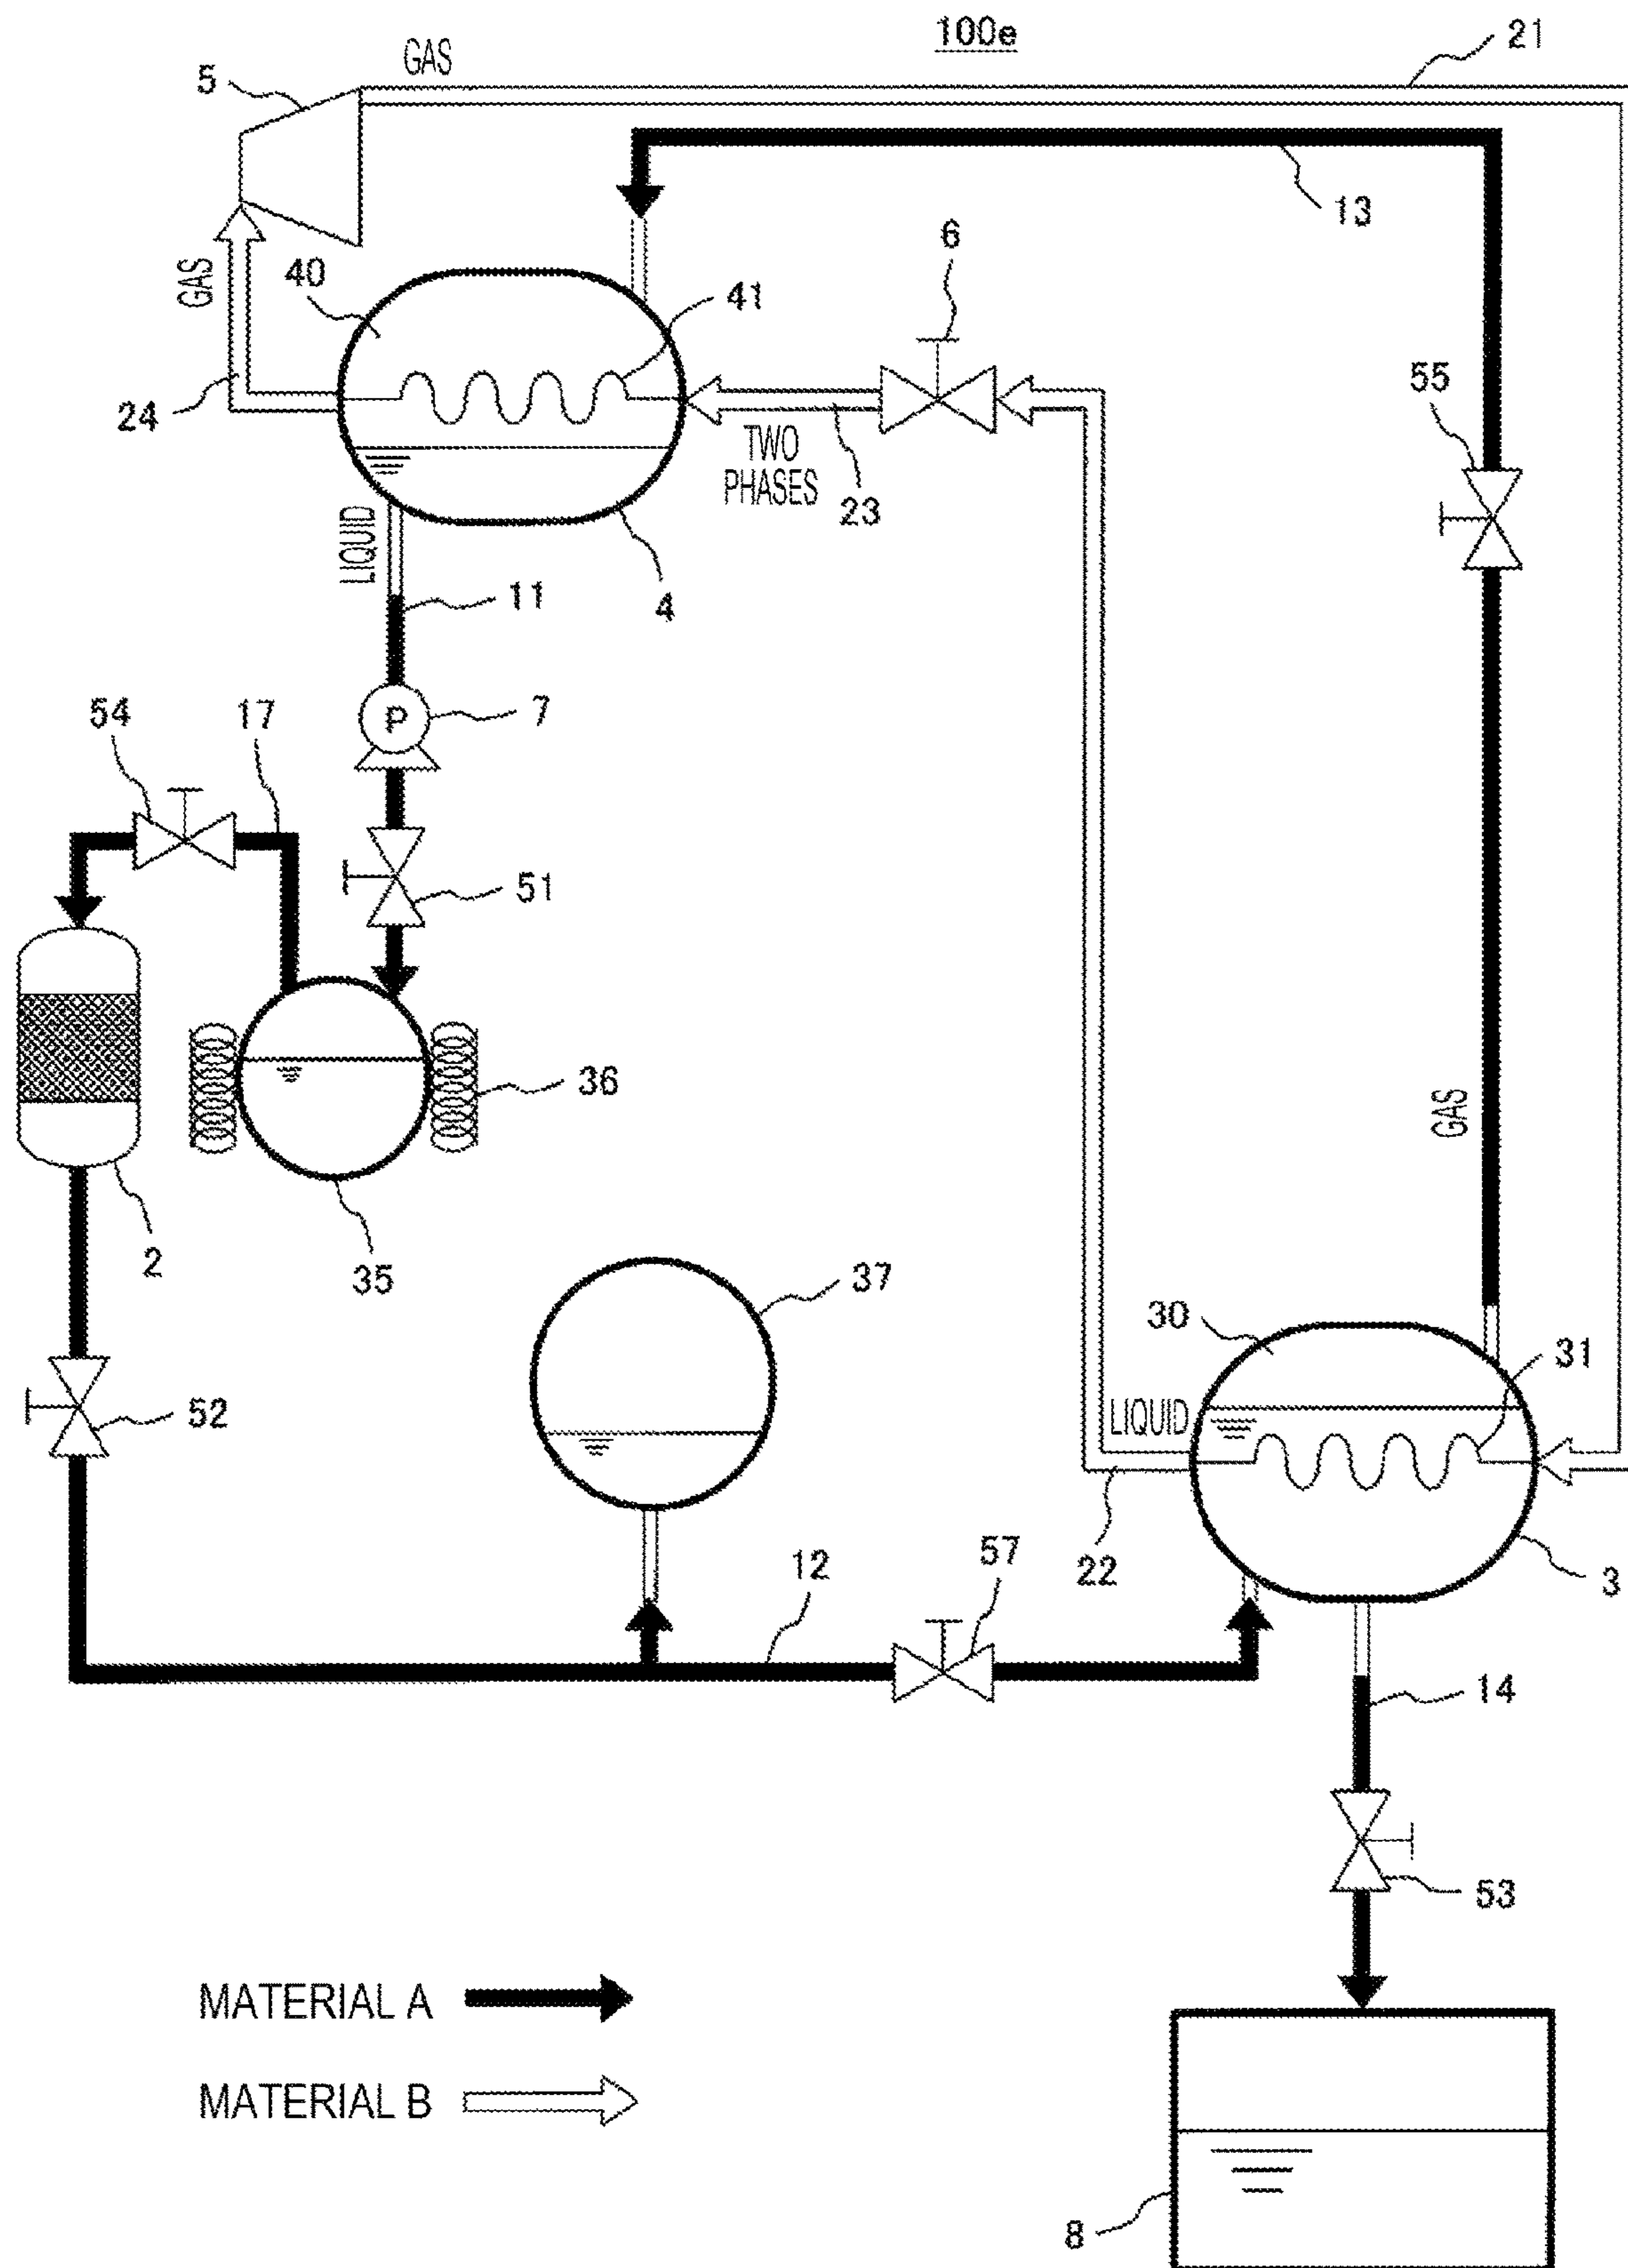 100e
21
GAS
5
13
6
40
41
GAS
55
24
TWO
PHASES
23
LIQUID
11
4
54
17
7
P
51
36
GAS
2
35
37
30
31
52
LIQUID
12
57
22
3
14
53
MATERIAL A
MATERIAL B
8